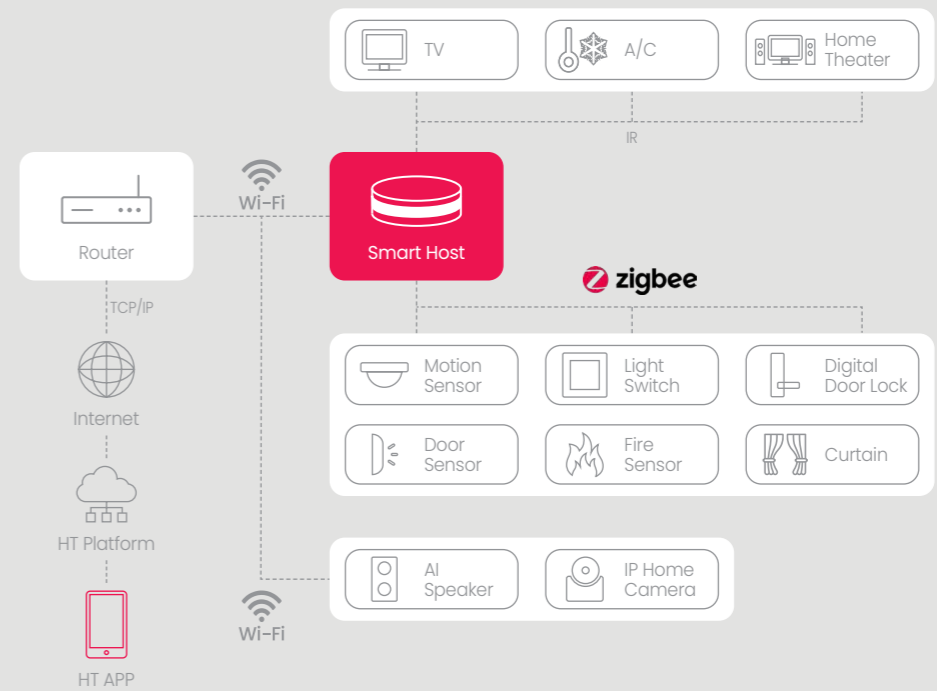 TV
A/C
Home
Theater
IR
Wi-Fi
Router
Smart Host
zigbee
TCP/IP
Motion
Sensor
Light
Switch
Digital
Door Lock
Internet
Door
Sensor
Fire
Sensor
Curtain
HT Platform
AI
Speaker
IP Home
Camera
Wi-Fi
HT APP